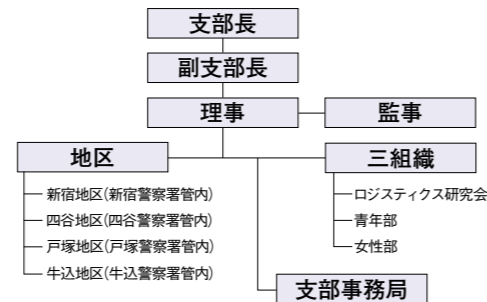 支部長
副支部長
理事
監事
地区
三組織
新宿地区(新宿警察署管内)
四谷地区(四谷警察署管内)
戸塚地区(戸塚警察署管内)
牛込地区(牛込警察署管内)
ロジスティクス研究会
青年部
女性部
支部事務局